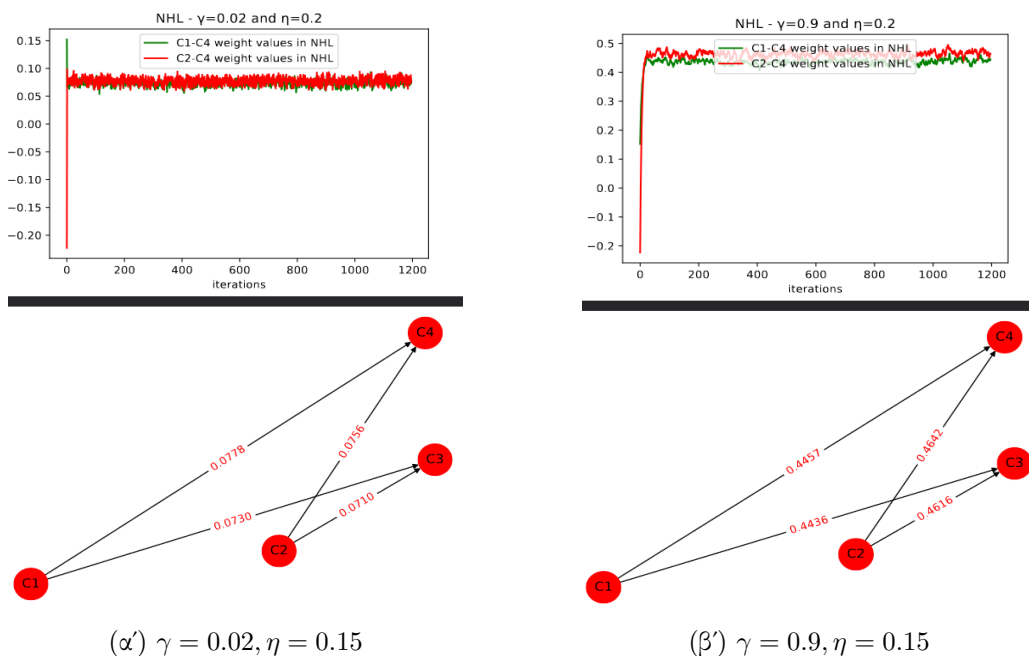 NHL - γ=0.02 and η=0.2
C1-C4 weight values in NHL
C2-C4 weight values in NHL
0.15
0.10
0.05
0.00
−0.05
−0.10
−0.15
−0.20
0 200 400 600 800 1000 1200
iterations
C4
0.0778
0.0756
C3
0.0730
0.0710
C2
C1
(αʹ) γ = 0.02, η = 0.15
NHL - γ=0.9 and η=0.2
C1-C4 weight values in NHL
C2-C4 weight values in NHL
0.5
0.4
0.3
0.2
0.1
0.0
−0.1
−0.2
0 200 400 600 800 1000 1200
iterations
C4
0.4457
0.4642
C3
0.4436
0.4616
C2
C1
(βʹ) γ = 0.9, η = 0.15